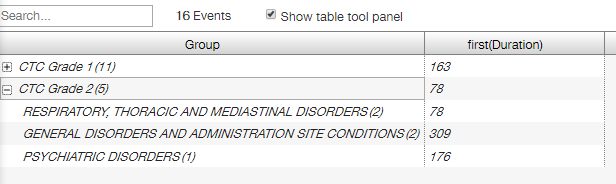 Search... 16 Events Show table tool panel
Group first(Duration)
CTC Grade 1 (11) 163
CTC Grade 2 (5) 78
RESPIRATORY, THORACIC AND MEDIASTINAL DISORDERS (2) 78
GENERAL DISORDERS AND ADMINISTRATION SITE CONDITIONS (2) 309
PSYCHIATRIC DISORDERS (1) 176